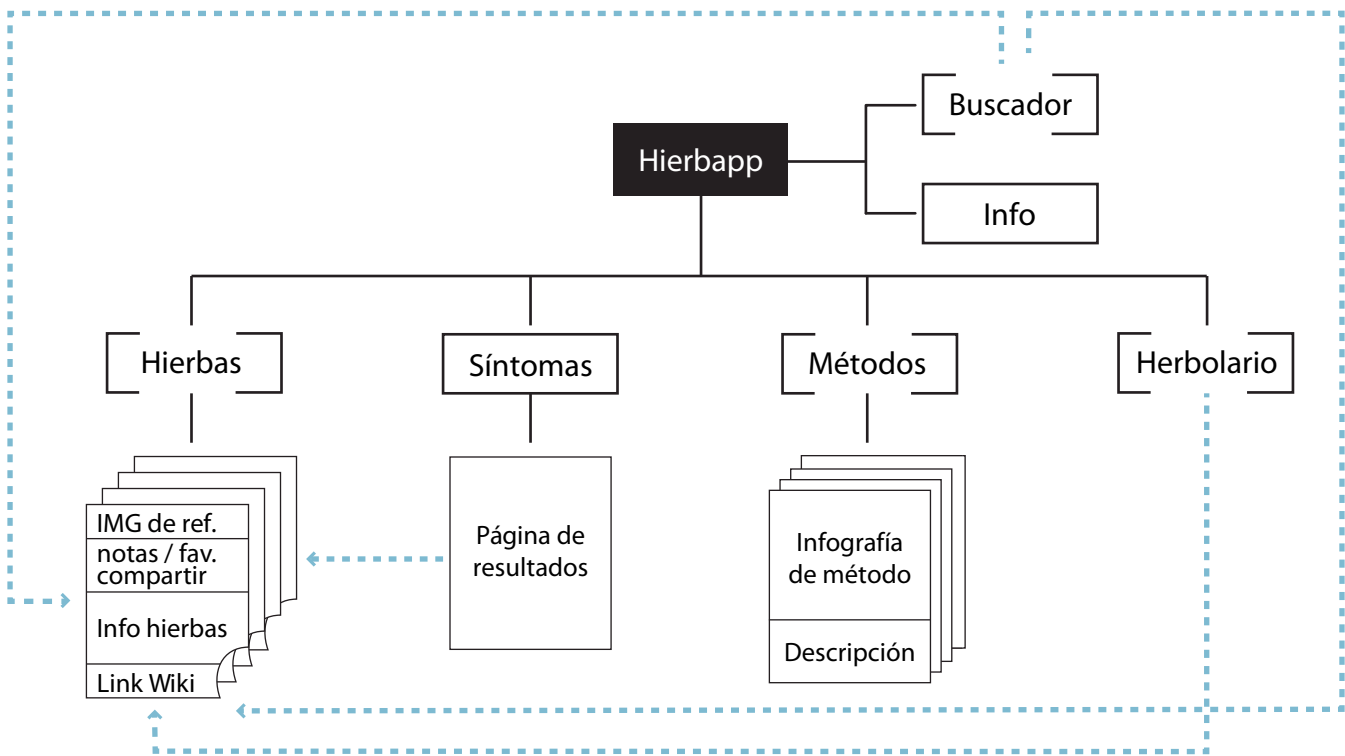 Buscador
Hierbapp
Info
Hierbas
Síntomas
Métodos
Herbolario
IMG de ref.
notas / fav.
compartir
Info hierbas
Link Wiki
Página de
resultados
Infografía
de método
Descripción